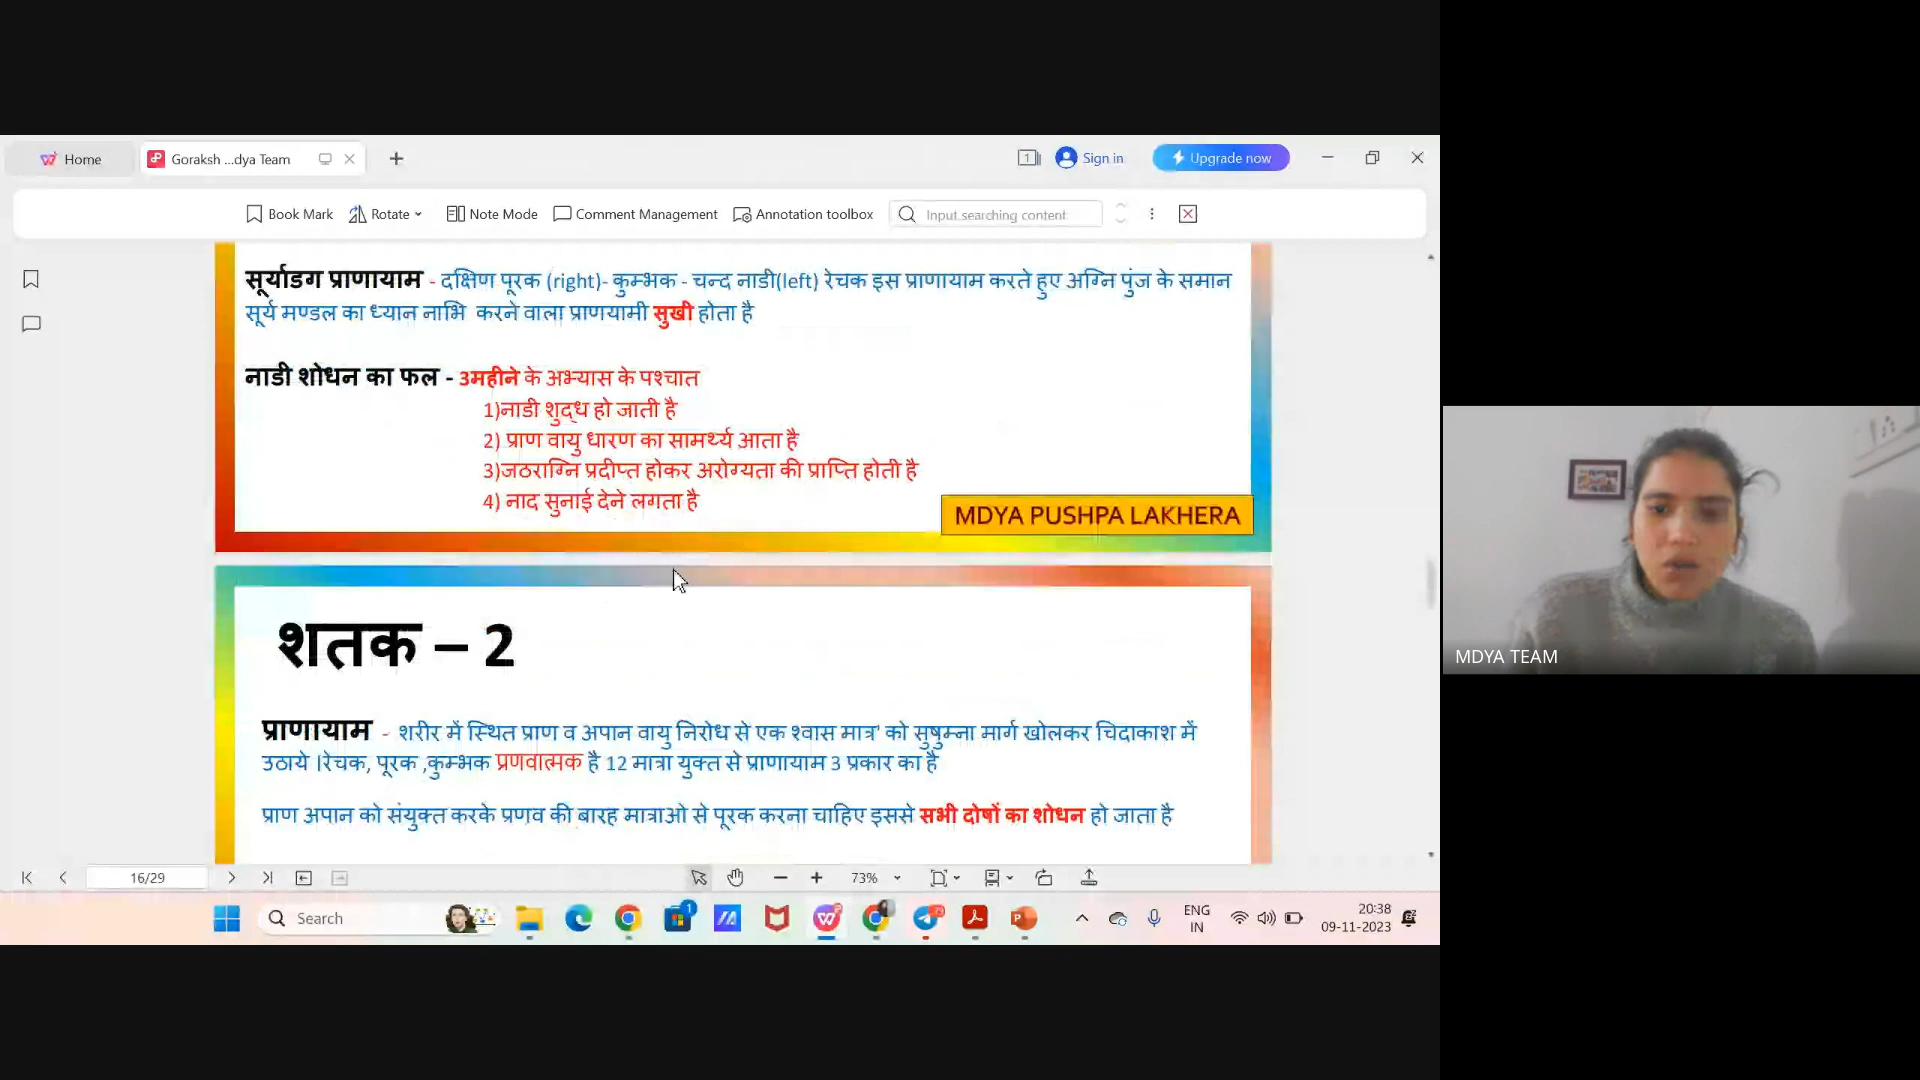 Home
Goraksh ...dya Team
1
Sign in
Upgrade now
Book Mark
Rotate
Note Mode
Comment Management
Annotation toolbox
Input searching content
सूर्याडग प्राणायाम - दक्षिण पूरक (right)- कुम्भक - चन्द नाडी(left) रेचक इस प्राणायाम करते हुए अग्नि पुंज के समान
सूर्य मण्डल का ध्यान नाभि करने वाला प्राणयामी सुखी होता है
नाडी शोधन का फल - 3महीने के अभ्यास के पश्चात
1)नाडी शुद्ध हो जाती है
2) प्राण वायु धारण का सामर्थ्य आता है
3)जठराग्नि प्रदीप्त होकर अरोग्यता की प्राप्ति होती है
4) नाद सुनाई देने लगता है
MDYA PUSHPA LAKHERA
शतक – 2
प्राणायाम - शरीर में स्थित प्राण व अपान वायु निरोध से एक श्वास मात्र' को सुषुम्ना मार्ग खोलकर चिदाकाश में
उठाये ।रेचक, पूरक ,कुम्भक प्रणवात्मक है 12 मात्रा युक्त से प्राणायाम 3 प्रकार का है
प्राण अपान को संयुक्त करके प्रणव की बारह मात्राओ से पूरक करना चाहिए इससे सभी दोषों का शोधन हो जाता है
MDYA TEAM
16/29
73%
Search
1
ENG
IN
20:38
09-11-2023